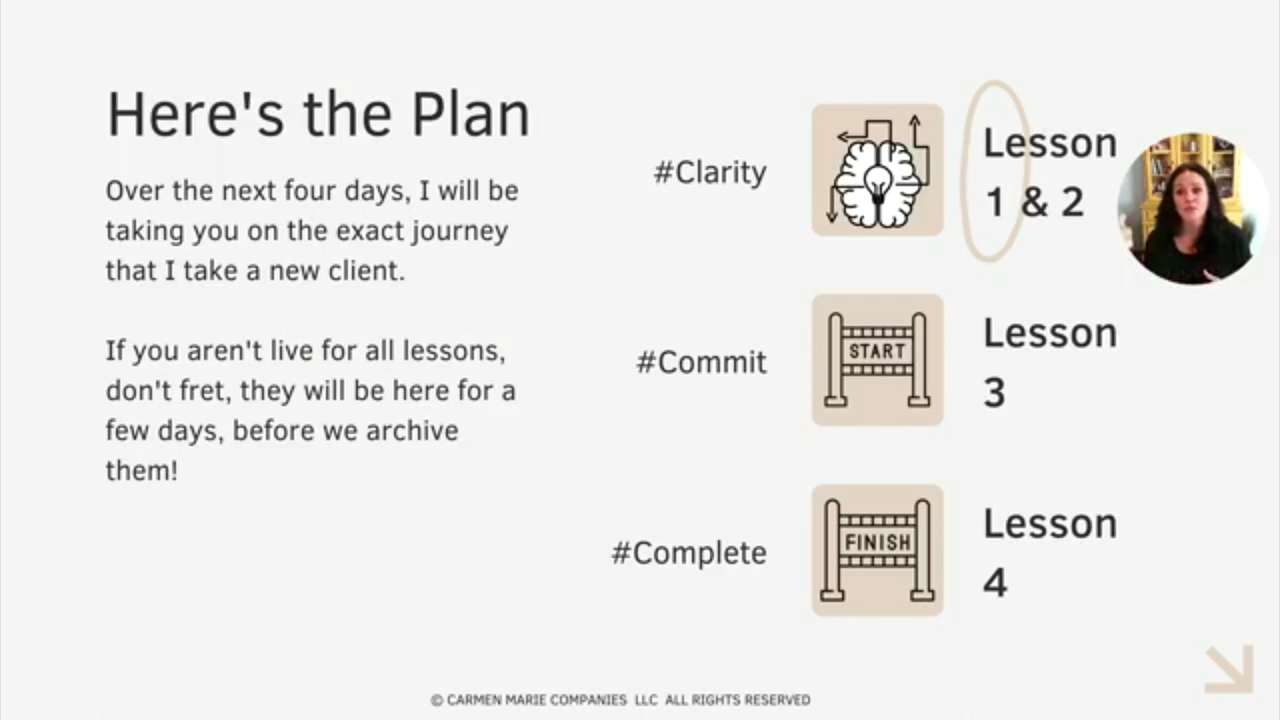 Here's the Plan
Over the next four days, I will be
taking you on the exact journey
that I take a new client.
If you aren't live for all lessons,
don't fret, they will be here for a
few days, before we archive
them!
#Clarity
Lesson
1 & 2
#Commit
START
Lesson
3
#Complete
FINISH
Lesson
4
© CARMEN MARIE COMPANIES LLC ALL RIGHTS RESERVED